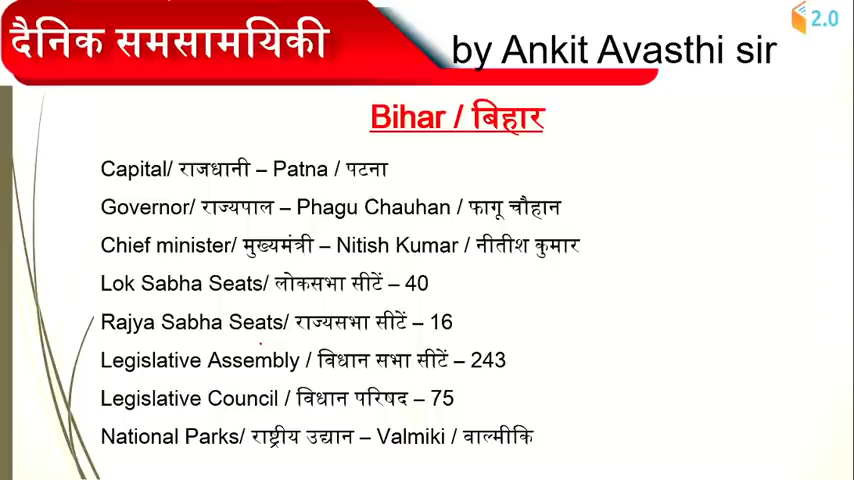 दैनिक समसामयिकी
by Ankit Avasthi sir
2.0
Bihar / बिहार
Capital/ राजधानी – Patna / पटना
Governor/ राज्यपाल – Phagu Chauhan / फागू चौहान
Chief minister/ मुख्यमंत्री – Nitish Kumar / नीतीश कुमार
Lok Sabha Seats/ लोकसभा सीटें – 40
Rajya Sabha Seats/ राज्यसभा सीटें – 16
Legislative Assembly / विधान सभा सीटें – 243
Legislative Council / विधान परिषद – 75
National Parks/ राष्ट्रीय उद्यान – Valmiki / वाल्मीकि